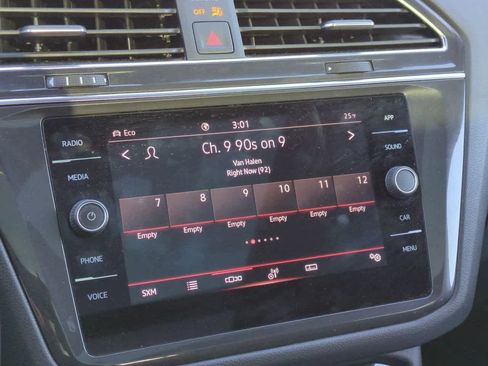 OFF
Eco
RADIO
MEDIA
PHONE
VOICE
Eco 3:01 25°F
Ch. 9 90s on 9
Van Halen
Right Now (92)
7 8 9 10 11 12
Empty Empty Empty Empty Empty Empty
SXM
APP
SOUND
CAR
MENU